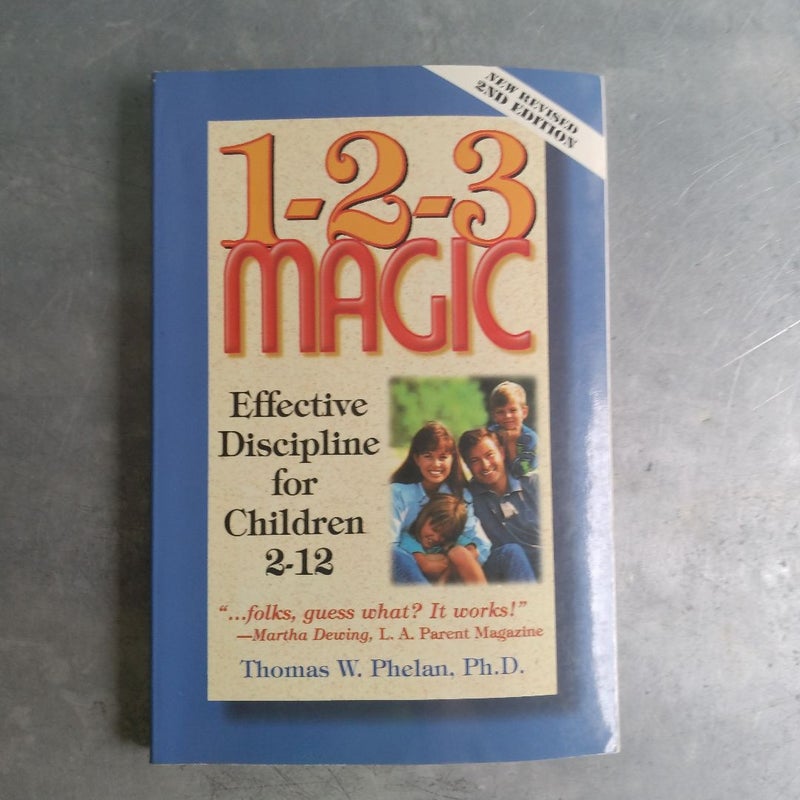 NEW REVISED
2ND EDITION
1-2-3
MAGIC
Effective
Discipline
for
Children
2-12
“...folks, guess what? It works!”
—Martha Dewing, L. A. Parent Magazine
Thomas W. Phelan, Ph.D.